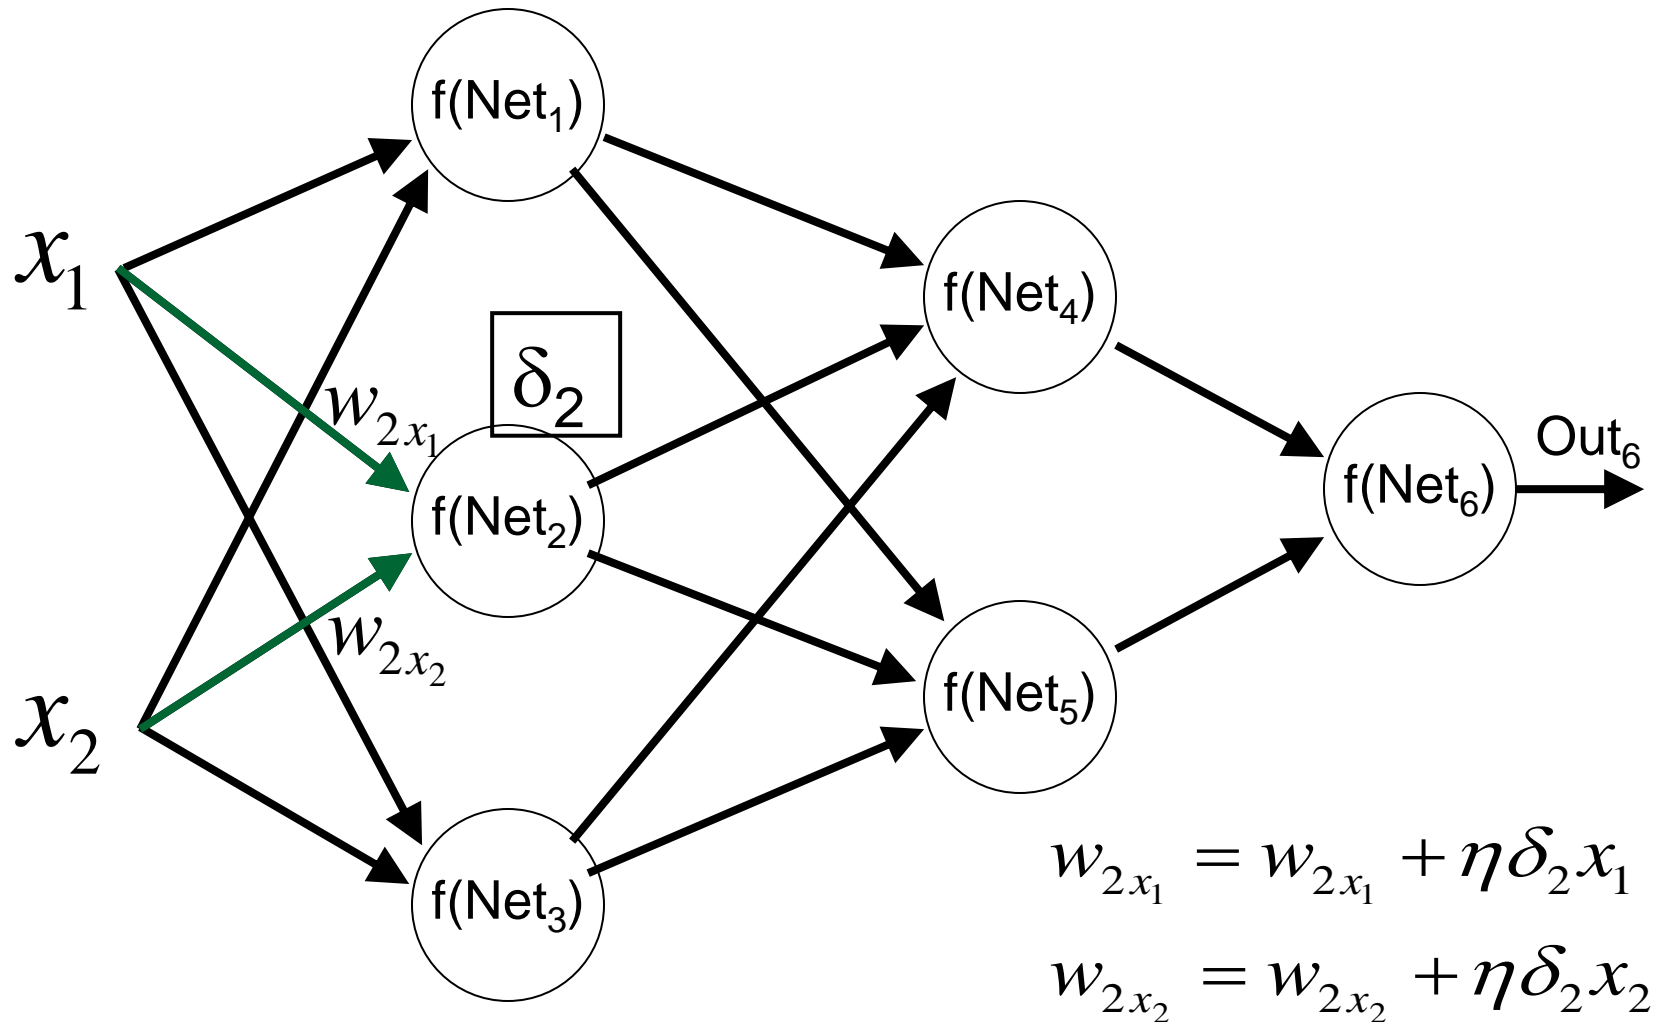 f(Net₁)
x₁
f(Net₄)
δ₂
w₂ₓ₁
Out₆
f(Net₂)
f(Net₆)
w₂ₓ₂
x₂
f(Net₅)
f(Net₃)
w₂ₓ₁ = w₂ₓ₁ + ηδ₂x₁
w₂ₓ₂ = w₂ₓ₂ + ηδ₂x₂